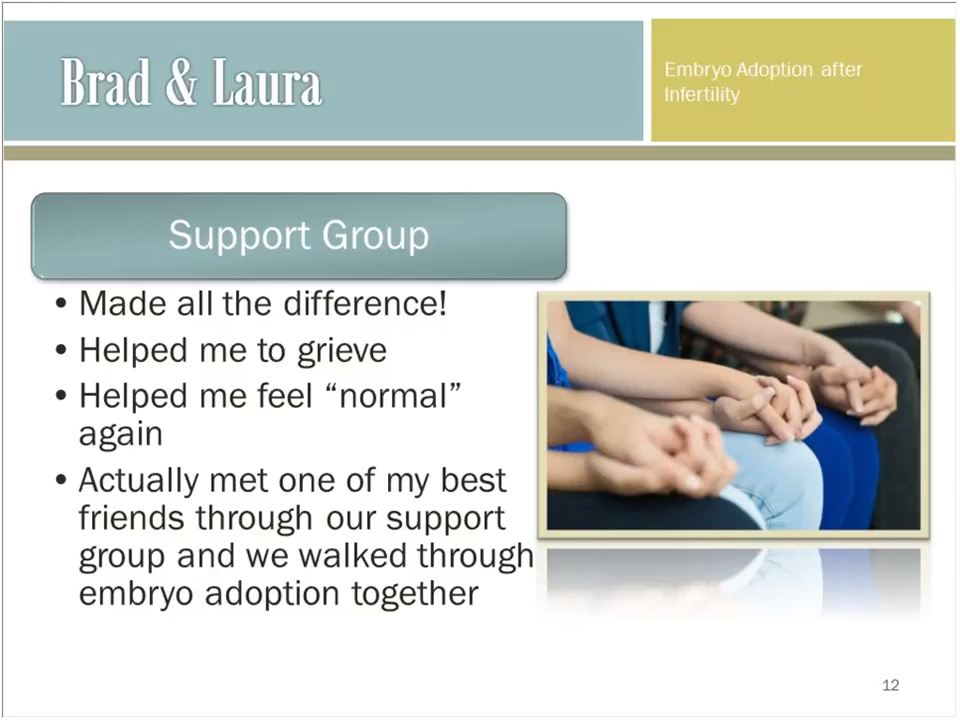 Brad & Laura
Embryo Adoption after
Infertility
Support Group
• Made all the difference!
• Helped me to grieve
• Helped me feel “normal”
again
• Actually met one of my best
friends through our support
group and we walked through
embryo adoption together
12